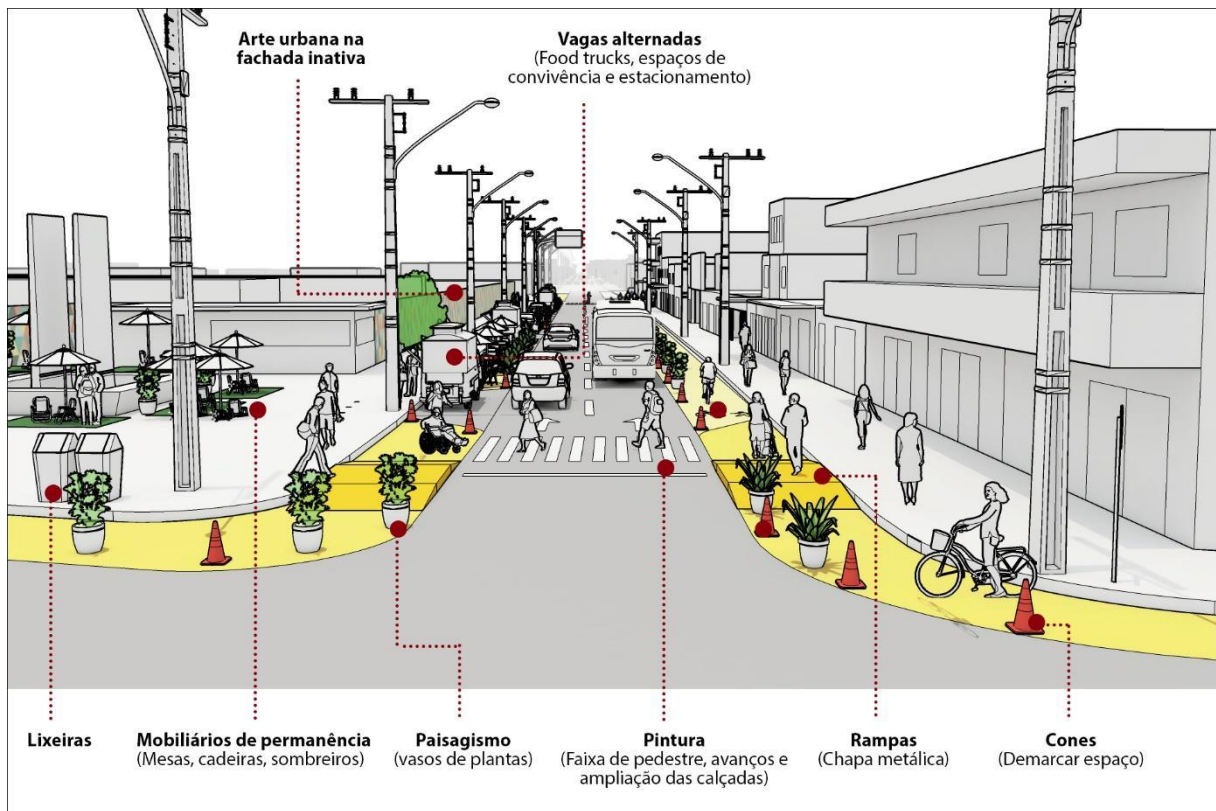 Arte urbana na
fachada inativa
Vagas alternadas
(Food trucks, espaços de
convivência e estacionamento)
Lixeiras
Mobiliários de permanência
(Mesas, cadeiras, sombreiros)
Paisagismo
(vasos de plantas)
Pintura
(Faixa de pedestre, avanços e
ampliação das calçadas)
Rampas
(Chapa metálica)
Cones
(Demarcar espaço)